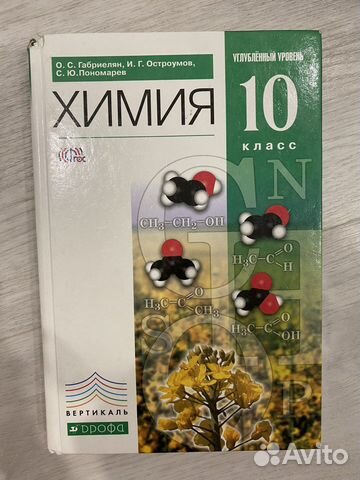 О. С. Габриелян, И. Г. Остроумов,
С. Ю. Пономарев
УГЛУБЛЁННЫЙ УРОВЕНЬ
ХИМИЯ
10
класс
ФГОС
CH₃–CH₂–OH
H₃C–C
O
H
H₃C–C
O
CH₃
H₃C–C
O
OH
C
N
O
S
P
ВЕРТИКАЛЬ
ДРОФА
Avito